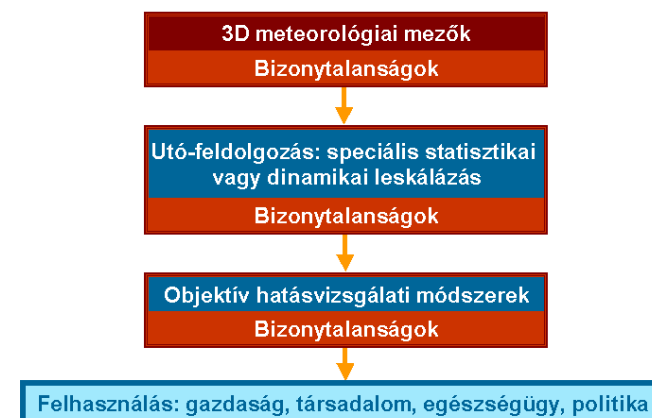 3D meteorológiai mezők
Bizonytalanságok
Utó-feldolgozás: speciális statisztikai
vagy dinamikai leskálázás
Bizonytalanságok
Objektív hatásvizsgálati módszerek
Bizonytalanságok
Felhasználás: gazdaság, társadalom, egészségügy, politika